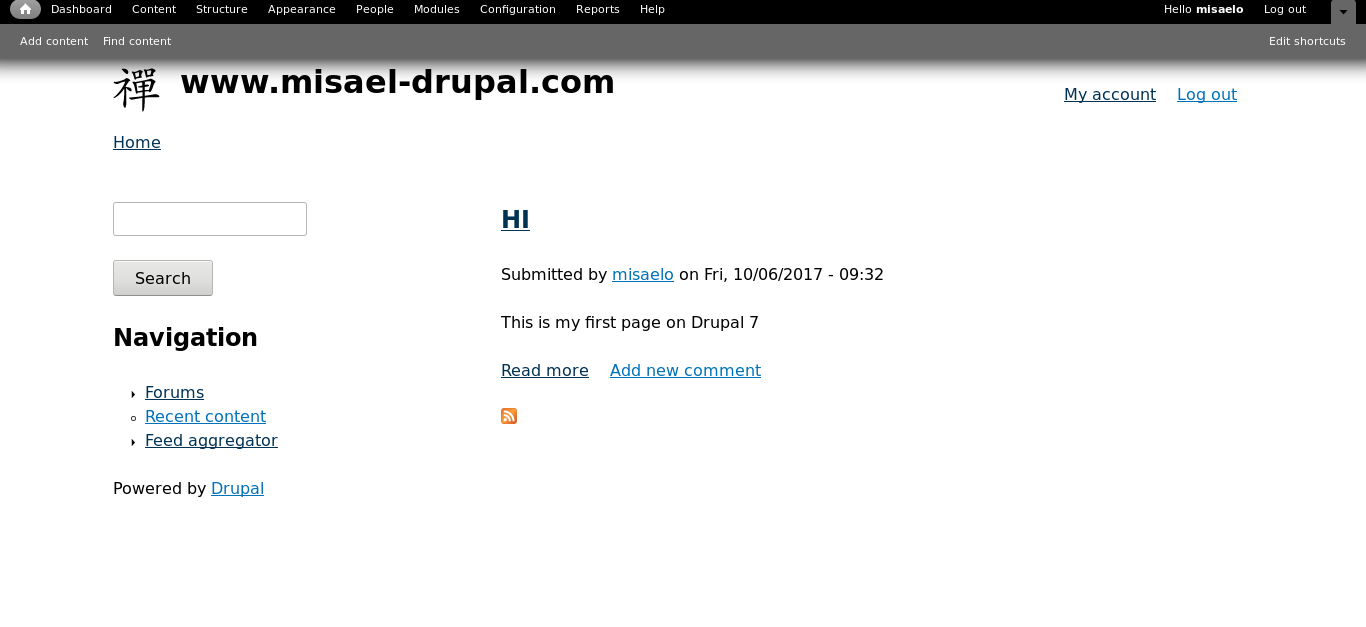 Dashboard Content Structure Appearance People Modules Configuration Reports Help Hello misaelo Log out
Add content Find content Edit shortcuts
禪 www.misael-drupal.com
My account Log out
Home
HI
Submitted by misaelo on Fri, 10/06/2017 - 09:32
This is my first page on Drupal 7
Read more Add new comment
Search
Navigation
Forums
Recent content
Feed aggregator
Powered by Drupal